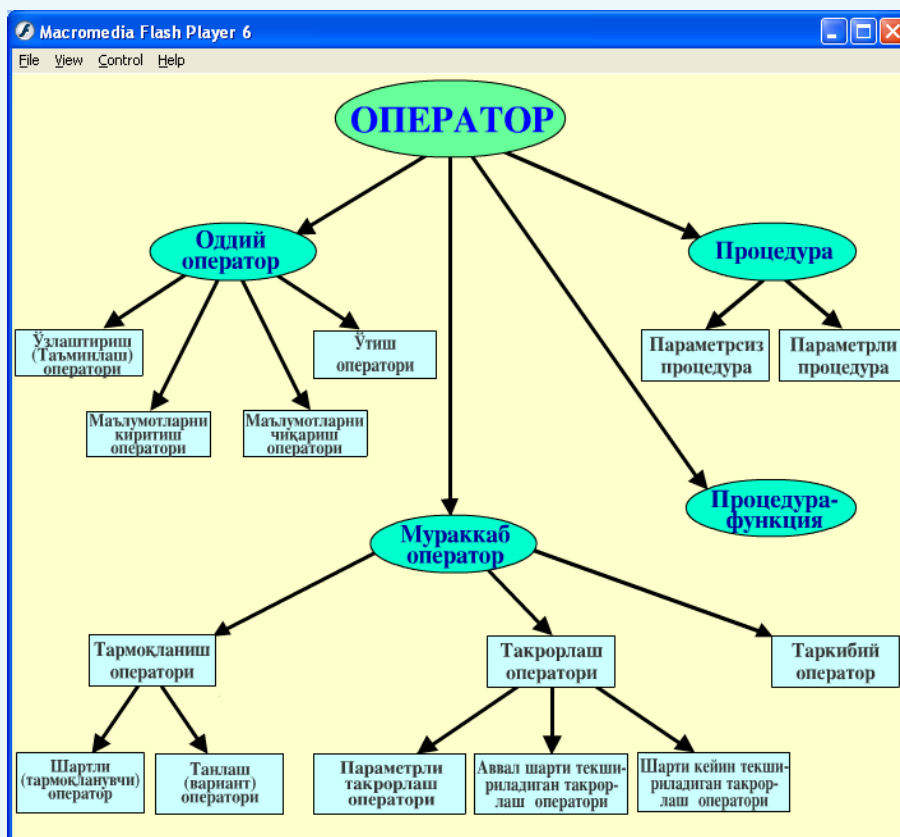 Macromedia Flash Player 6
File View Control Help
ОПЕРАТОР
Оддий
оператор
Процедура
Ўзлаштириш
(Таъминлаш)
оператори
Ўтиш
оператори
Параметрсиз
процедура
Параметрли
процедура
Маълумотларни
киритиш
оператори
Маълумотларни
чиқариш
оператори
Процедура-
функция
Мураккаб
оператор
Тармоқланиш
оператори
Такрорлаш
оператори
Таркибий
оператор
Шартли
(тармоқланувчи)
оператор
Танлаш
(вариант)
оператори
Параметрли
такрорлаш
оператори
Аввал шарти текши-
риладиган такрор-
лаш оператори
Шарти кейин текши-
риладиган такрор-
лаш оператори